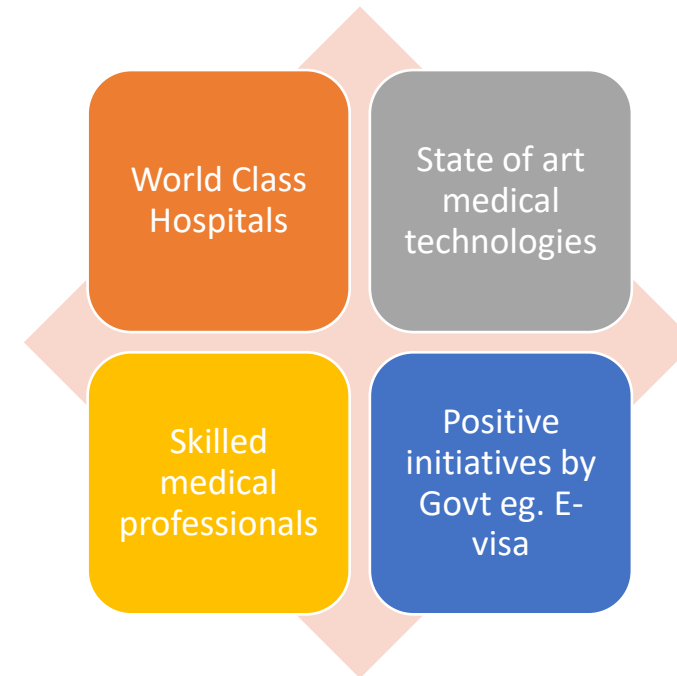 World Class
Hospitals
State of art
medical
technologies
Skilled
medical
professionals
Positive
initiatives by
Govt eg. E-
visa